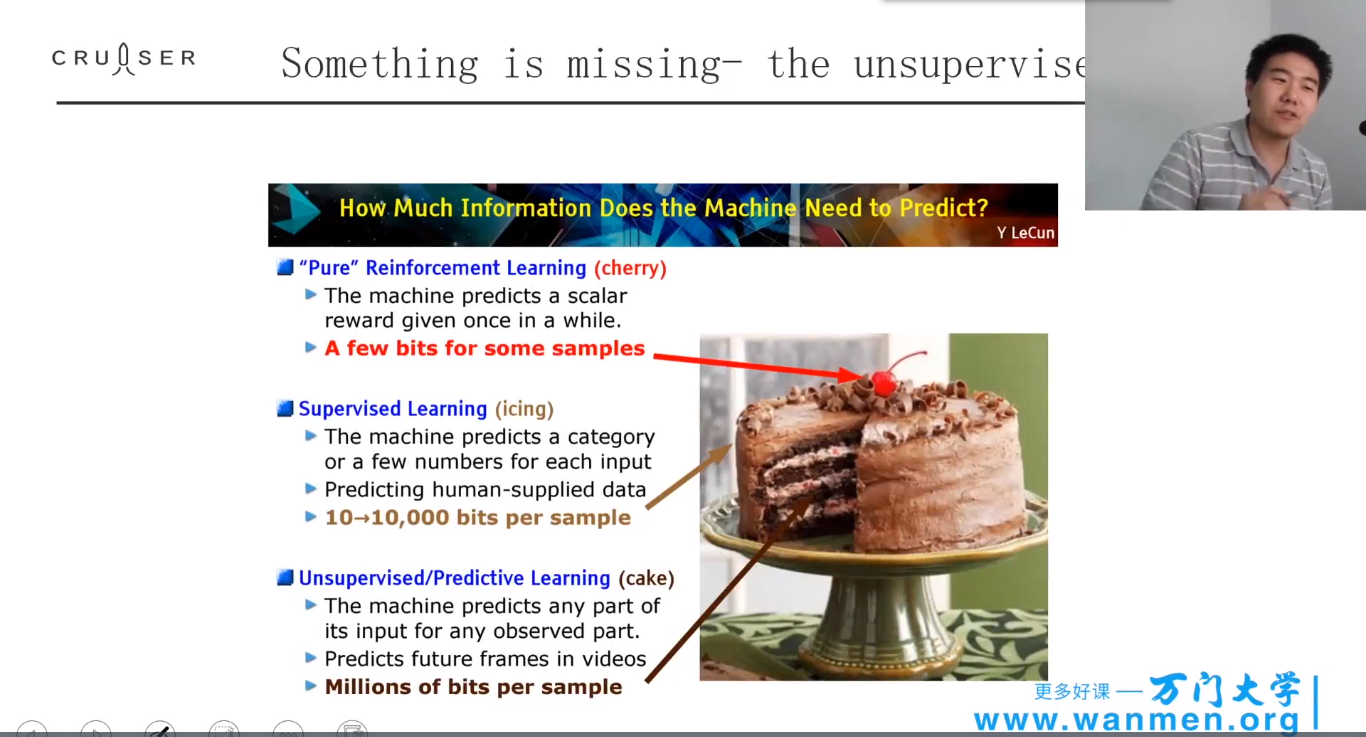 CRUISER
Something is missing- the unsupervise
How Much Information Does the Machine Need to Predict?
Y LeCun
"Pure" Reinforcement Learning (cherry)
The machine predicts a scalar
reward given once in a while.
A few bits for some samples
Supervised Learning (icing)
The machine predicts a category
or a few numbers for each input
Predicting human-supplied data
10→10,000 bits per sample
Unsupervised/Predictive Learning (cake)
The machine predicts any part of
its input for any observed part.
Predicts future frames in videos
Millions of bits per sample
更多好课 — 万门大学
www.wanmen.org